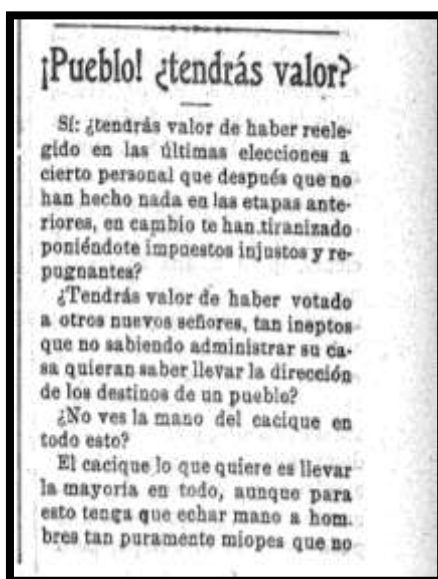 ¡Pueblo! ¿tendrás valor?
Sí: ¿tendrás valor de haber reele-
gido en las últimas elecciones a
cierto personal que después que no
han hecho nada en las etapas ante-
riores, en cambio te han tiranizado
poniéndote impuestos injustos y re-
pugnantes?
¿Tendrás valor de haber votado
a otros nuevos señores, tan ineptos
que no sabiendo administrar su ca-
sa quieran saber llevar la dirección
de los destinos de un pueblo?
¿No ves la mano del cacique en
todo esto?
El cacique lo que quiere es llevar
la mayoría en todo, aunque para
esto tenga que echar mano a hom.
bres tan puramente miopes que no